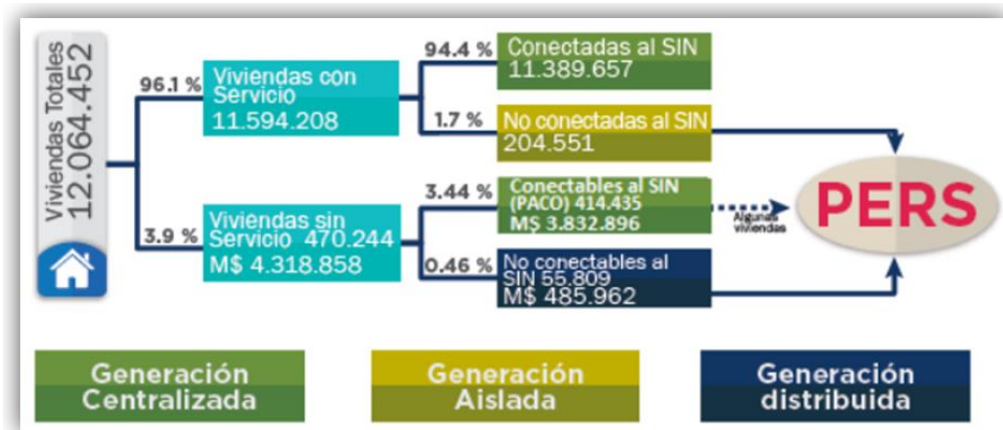 Viviendas Totales
12.064.452
96.1 %
Viviendas con
Servicio
11.594.208
94.4 %
Conectadas al SIN
11.389.657
1.7 %
No conectadas al SIN
204.551
3.9 %
Viviendas sin
Servicio 470.244
M$ 4.318.858
3.44 %
Conectables al SIN
(PACO) 414.435
M$ 3.832.896
Algunas
viviendas
0.46 %
No conectables al
SIN 55.809
M$ 485.962
PERS
Generación
Centralizada
Generación
Aislada
Generación
distribuida